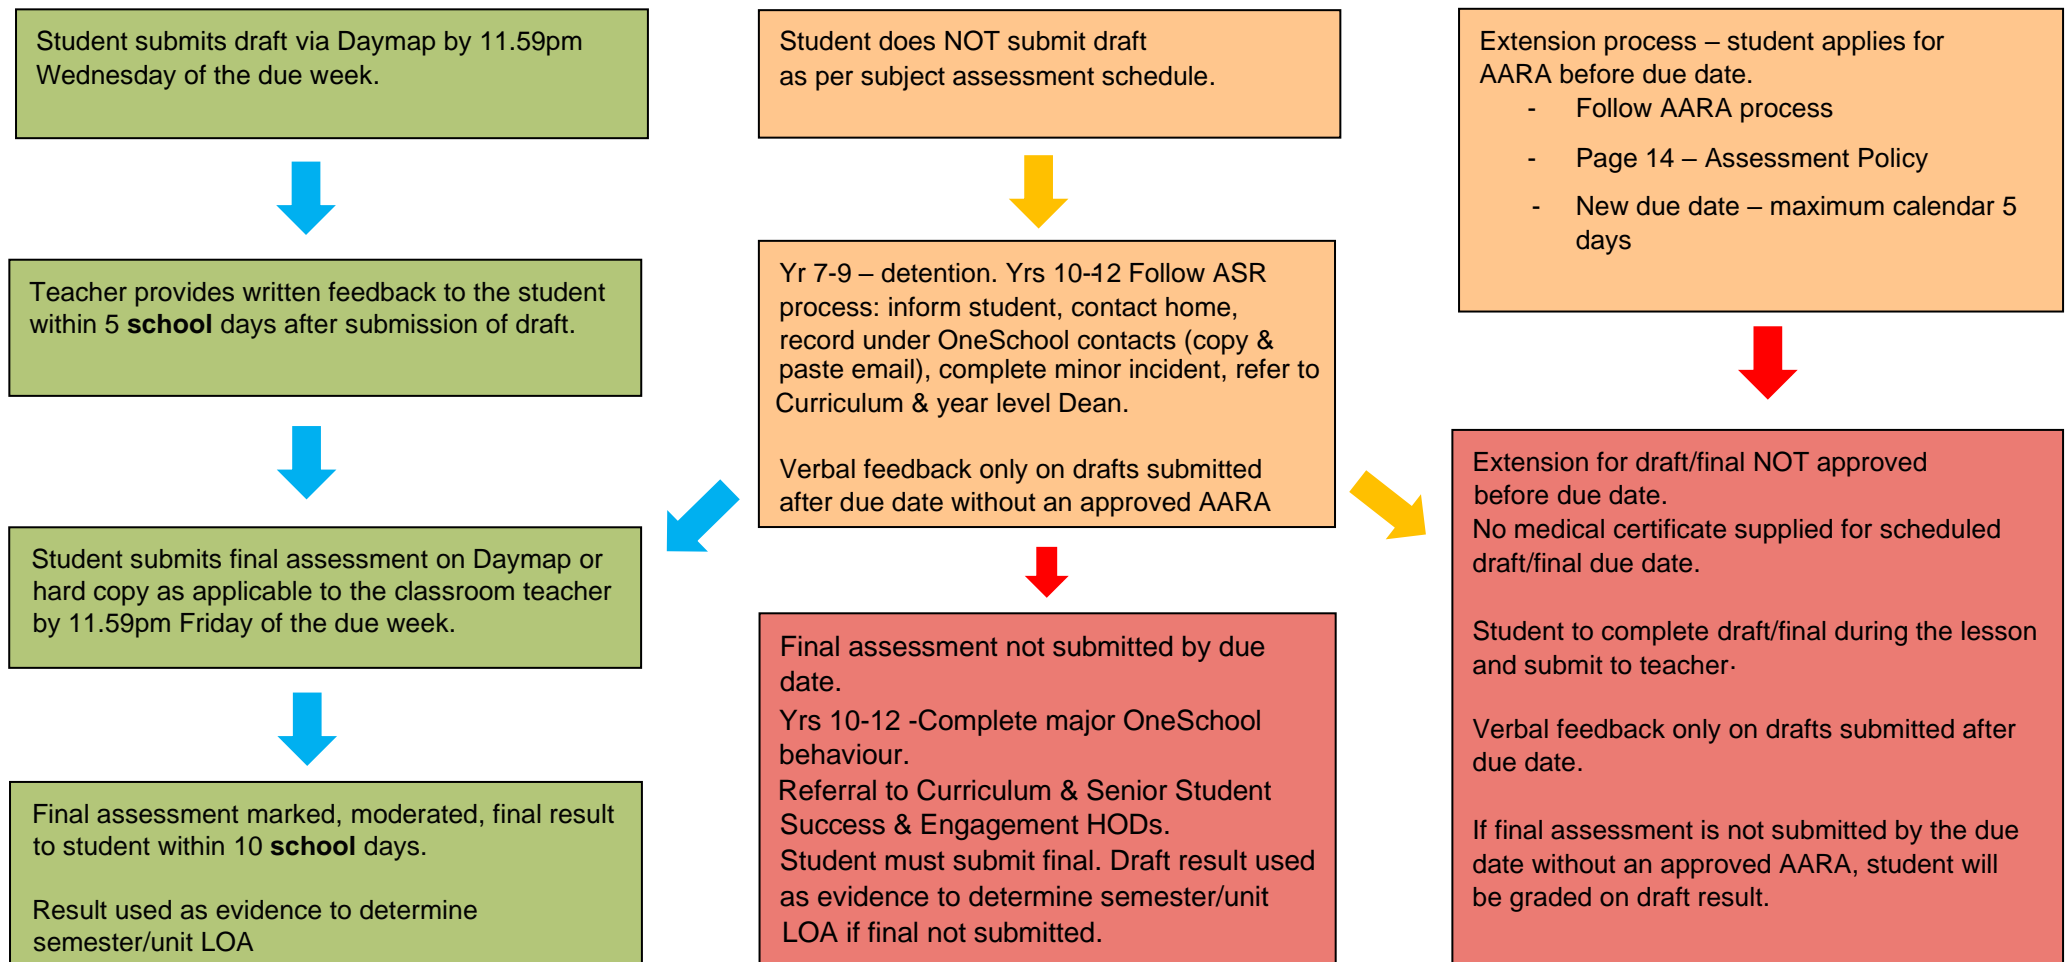 Student submits draft via Daymap by 11.59pm
Wednesday of the due week.
Teacher provides written feedback to the student
within 5 school days after submission of draft.
Student submits final assessment on Daymap or
hard copy as applicable to the classroom teacher
by 11.59pm Friday of the due week.
Final assessment marked, moderated, final result
to student within 10 school days.
Result used as evidence to determine
semester/unit LOA
Student does NOT submit draft
as per subject assessment schedule.
Yr 7-9 – detention. Yrs 10-12 Follow ASR
process: inform student, contact home,
record under OneSchool contacts (copy &
paste email), complete minor incident, refer to
Curriculum & year level Dean.
Verbal feedback only on drafts submitted
after due date without an approved AARA
Final assessment not submitted by due
date.
Yrs 10-12 -Complete major OneSchool
behaviour.
Referral to Curriculum & Senior Student
Success & Engagement HODs.
Student must submit final. Draft result used
as evidence to determine semester/unit
LOA if final not submitted.
Extension process – student applies for
AARA before due date.
- Follow AARA process
- Page 14 – Assessment Policy
- New due date – maximum calendar 5
days
Extension for draft/final NOT approved
before due date.
No medical certificate supplied for scheduled
draft/final due date.
Student to complete draft/final during the lesson
and submit to teacher.
Verbal feedback only on drafts submitted after
due date.
If final assessment is not submitted by the due
date without an approved AARA, student will
be graded on draft result.